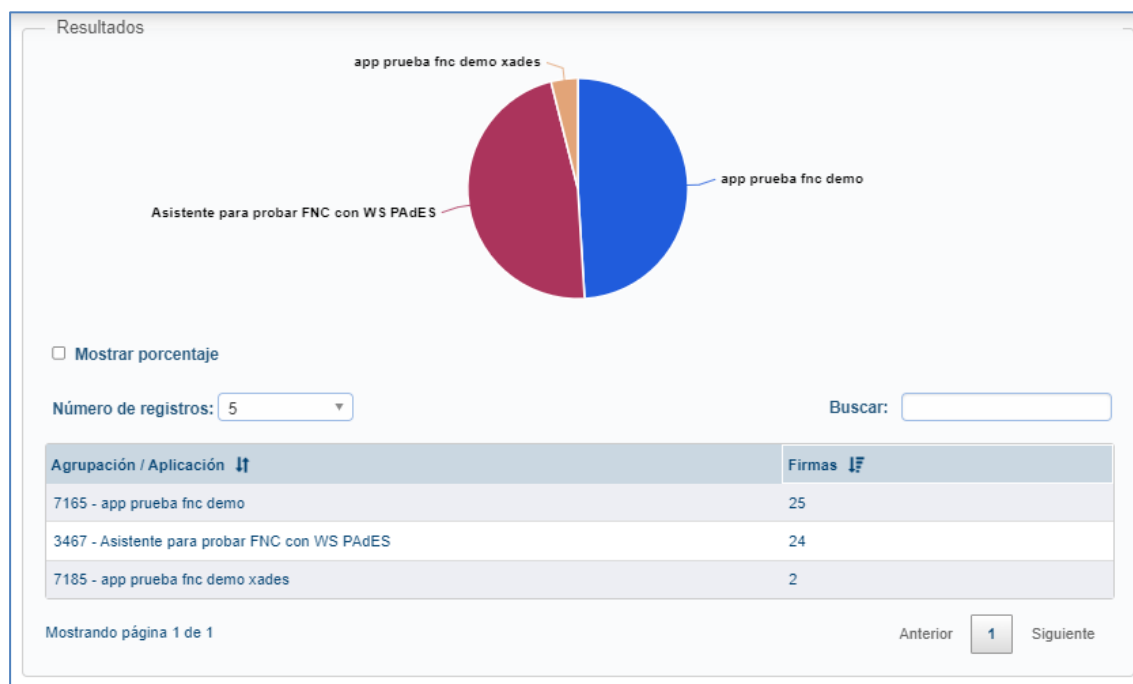 Resultados
app prueba fnc demo xades
app prueba fnc demo
Asistente para probar FNC con WS PAdES
Mostrar porcentaje
Número de registros: 5
Buscar:
Agrupación / Aplicación Firmas
7165 - app prueba fnc demo 25
3467 - Asistente para probar FNC con WS PAdES 24
7185 - app prueba fnc demo xades 2
Mostrando página 1 de 1 Anterior 1 Siguiente